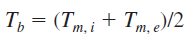 T_b = (T_{m, i} + T_{m, e})/2